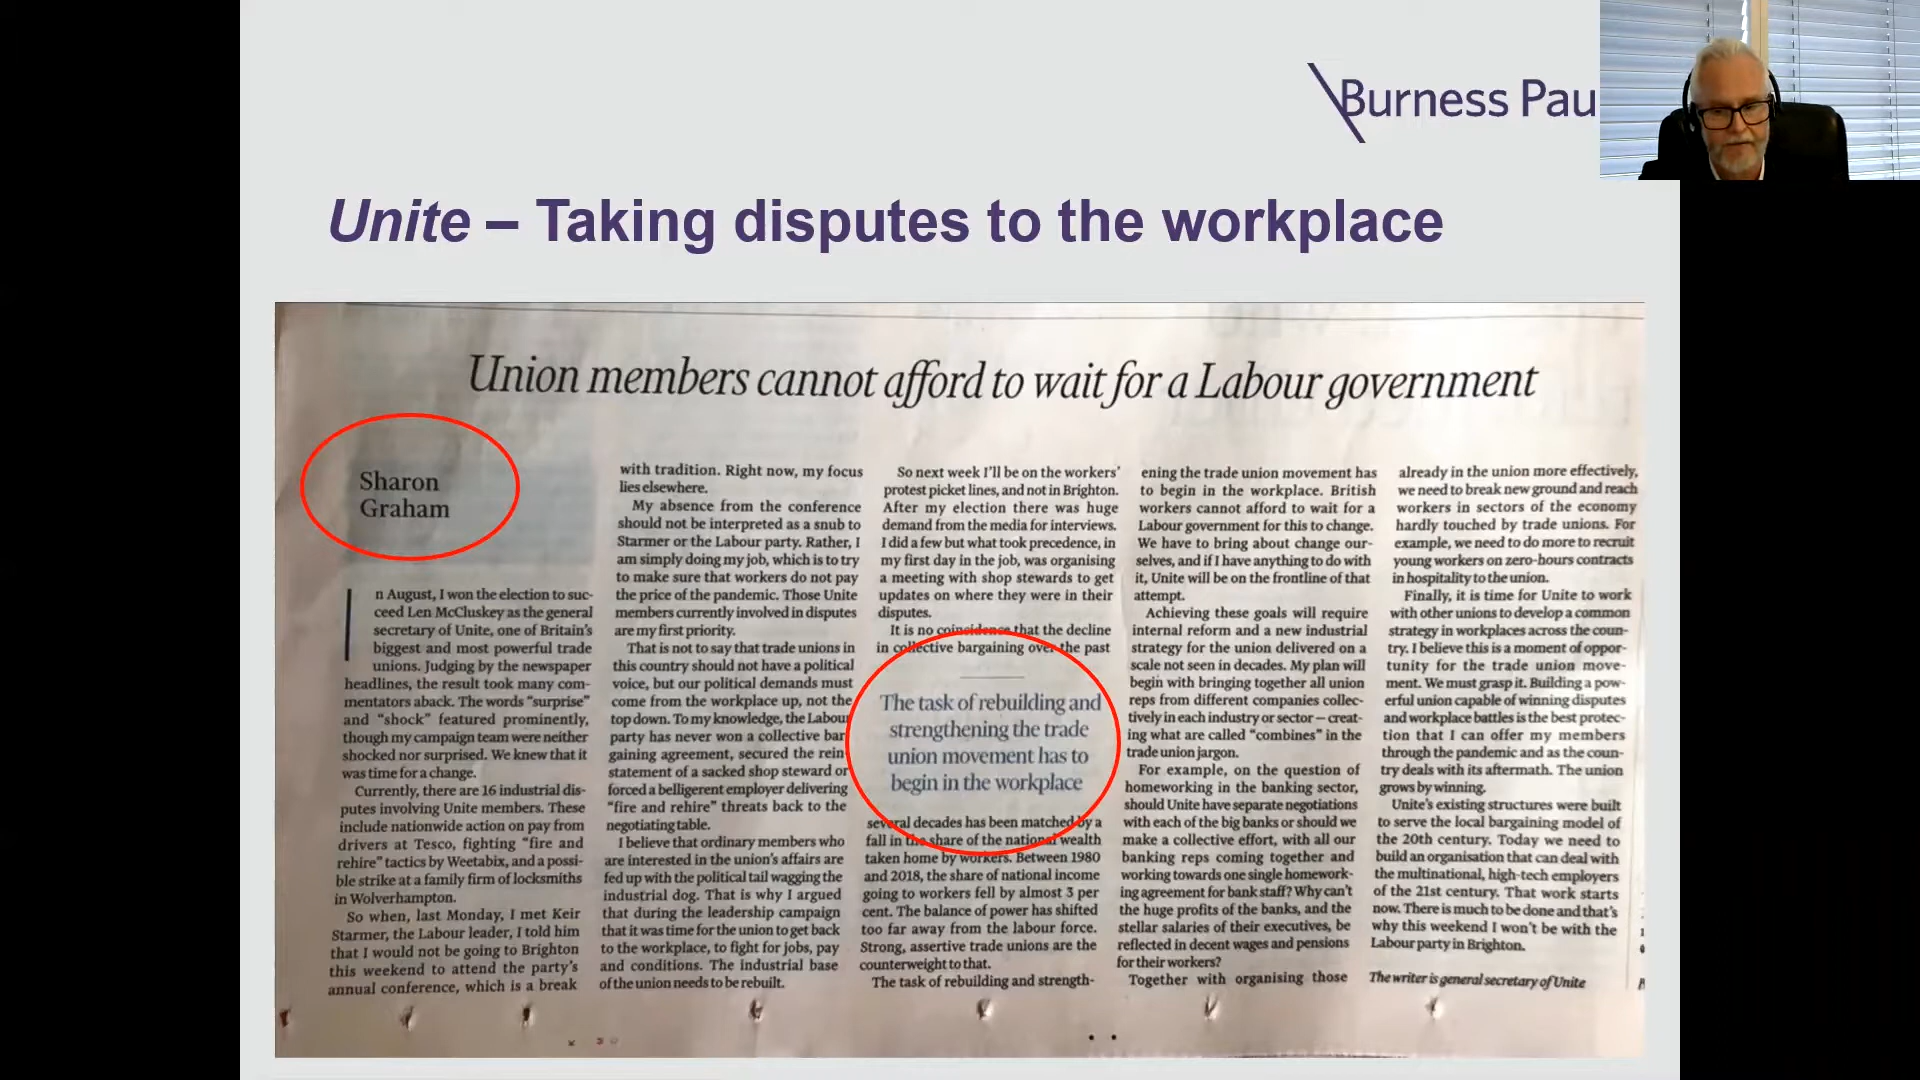 Burness Pau
Unite – Taking disputes to the workplace
Union members cannot afford to wait for a Labour government
Sharon
Graham
In August, I won the election to suc-
ceed Len McCluskey as the general
secretary of Unite, one of Britain's
biggest and most powerful trade
unions. Judging by the newspaper
headlines, the result took many com-
mentators aback. The words "surprise"
and "shock" featured prominently,
though my campaign team were neither
shocked nor surprised. We knew that it
was time for a change.
Currently, there are 16 industrial dis-
putes involving Unite members. These
include nationwide action on pay from
drivers at Tesco, fighting "fire and
rehire" tactics by Weetabix, and a possi-
ble strike at a family firm of locksmiths
in Wolverhampton.
So when, last Monday, I met Keir
Starmer, the Labour leader, I told him
that I would not be going to Brighton
this weekend to attend the party's
annual conference, which is a break
with tradition. Right now, my focus
lies elsewhere.
My absence from the conference
should not be interpreted as a snub to
Starmer or the Labour party. Rather, I
am simply doing my job, which is to try
to make sure that workers do not pay
the price of the pandemic. Those Unite
members currently involved in disputes
are my first priority.
That is not to say that trade unions in
this country should not have a political
voice, but our political demands must
come from the workplace up, not the
top down. To my knowledge, the Labour
party has never won a collective bar
gaining agreement, secured the rein-
statement of a sacked shop steward or
forced a belligerent employer delivering
"fire and rehire" threats back to the
negotiating table.
I believe that ordinary members who
are interested in the union's affairs are
fed up with the political tail wagging the
industrial dog. That is why I argued
that during the leadership campaign
that it was time for the union to get back
to the workplace, to fight for jobs, pay
and conditions. The industrial base
of the union needs to be rebuilt.
So next week I'll be on the workers'
protest picket lines, and not in Brighton.
After my election there was huge
demand from the media for interviews.
I did a few but what took precedence, in
my first day in the job, was organising
a meeting with shop stewards to get
updates on where they were in their
disputes.
It is no coincidence that the decline
in collective bargaining over the past
The task of rebuilding and
strengthening the trade
union movement has to
begin in the workplace
several decades has been matched by a
fall in the share of the national wealth
taken home by workers. Between 1980
and 2018, the share of national income
going to workers fell by almost 3 per
cent. The balance of power has shifted
too far away from the labour force.
Strong, assertive trade unions are the
counterweight to that.
The task of rebuilding and strength-
ening the trade union movement has
to begin in the workplace. British
workers cannot afford to wait for a
Labour government for this to change.
We have to bring about change our-
selves, and if I have anything to do with
it, Unite will be on the frontline of that
attempt.
Achieving these goals will require
internal reform and a new industrial
strategy for the union delivered on a
scale not seen in decades. My plan will
begin with bringing together all union
reps from different companies collec-
tively in each industry or sector – creat-
ing what are called "combines" in the
trade union jargon.
For example, on the question of
homeworking in the banking sector,
should Unite have separate negotiations
with each of the big banks or should we
make a collective effort, with all our
banking reps coming together and
working towards one single homework-
ing agreement for bank staff? Why can't
the huge profits of the banks, and the
stellar salaries of their executives, be
reflected in decent wages and pensions
for their workers?
Together with organising those
already in the union more effectively,
we need to break new ground and reach
workers in sectors of the economy
hardly touched by trade unions. For
example, we need to do more to recruit
young workers on zero-hours contracts
in hospitality to the union.
Finally, it is time for Unite to work
with other unions to develop a common
strategy in workplaces across the coun-
try. I believe this is a moment of oppor-
tunity for the trade union move-
ment. We must grasp it. Building a pow-
erful union capable of winning disputes
and workplace battles is the best protec-
tion that I can offer my members
through the pandemic and as the coun-
try deals with its aftermath. The union
grows by winning.
Unite's existing structures were built
to serve the local bargaining model of
the 20th century. Today we need to
build an organisation that can deal with
the multinational, high-tech employers
of the 21st century. That work starts
now. There is much to be done and that's
why this weekend I won't be with the
Labour party in Brighton.
The writer is general secretary of Unite